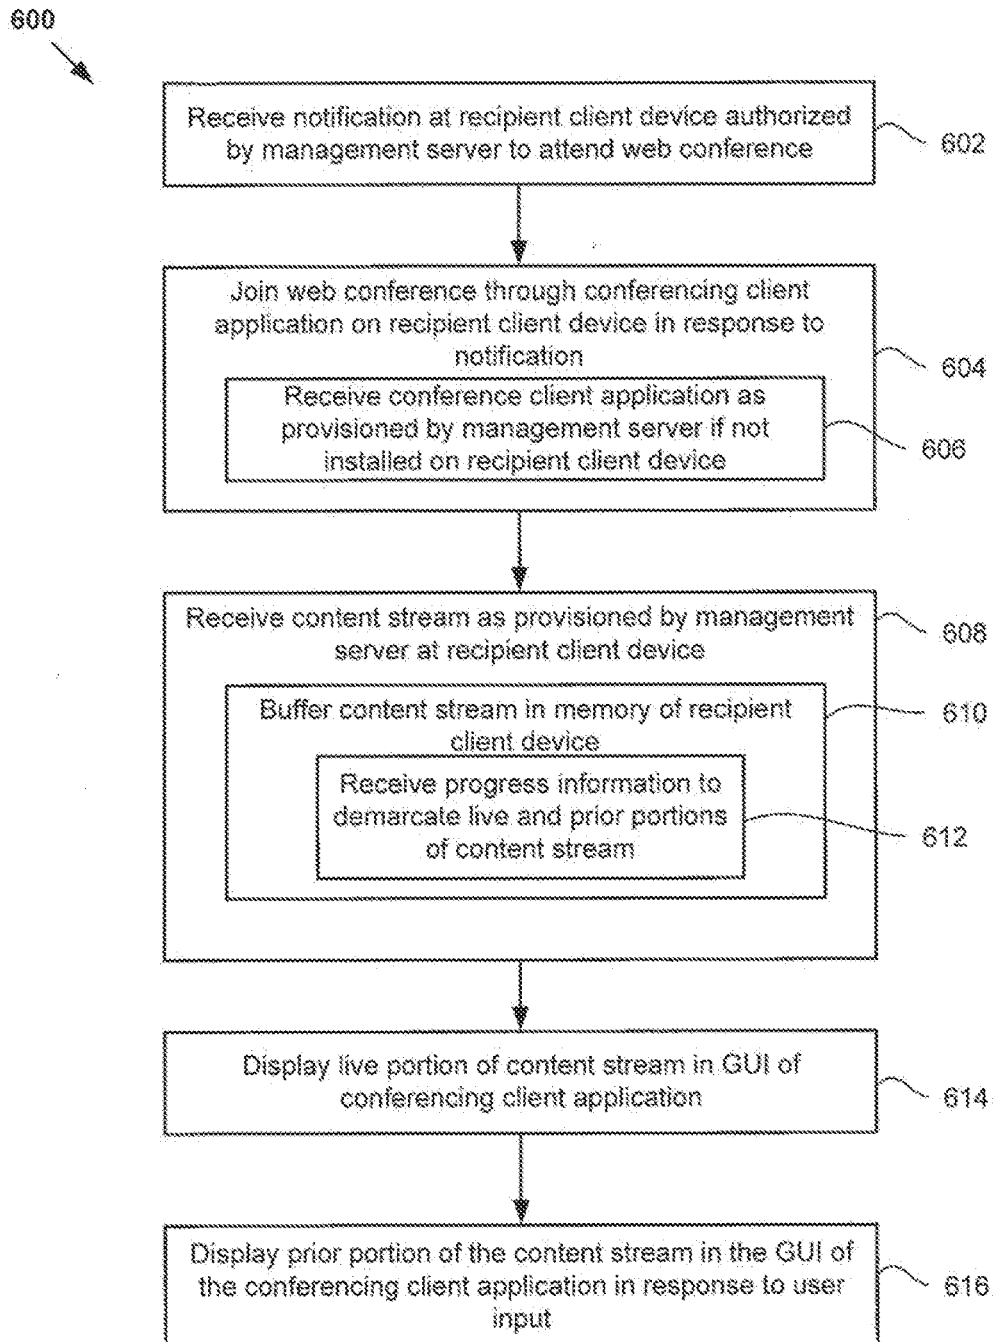 600
Receive notification at recipient client device authorized
by management server to attend web conference
602
Join web conference through conferencing client
application on recipient client device in response to
notification
604
Receive conference client application as
provisioned by management server if not
installed on recipient client device
606
Receive content stream as provisioned by management
server at recipient client device
608
Buffer content stream in memory of recipient
client device
610
Receive progress information to
demarcate live and prior portions
of content stream
612
Display live portion of content stream in GUI of
conferencing client application
614
Display prior portion of the content stream in the GUI of
the conferencing client application in response to user
input
616